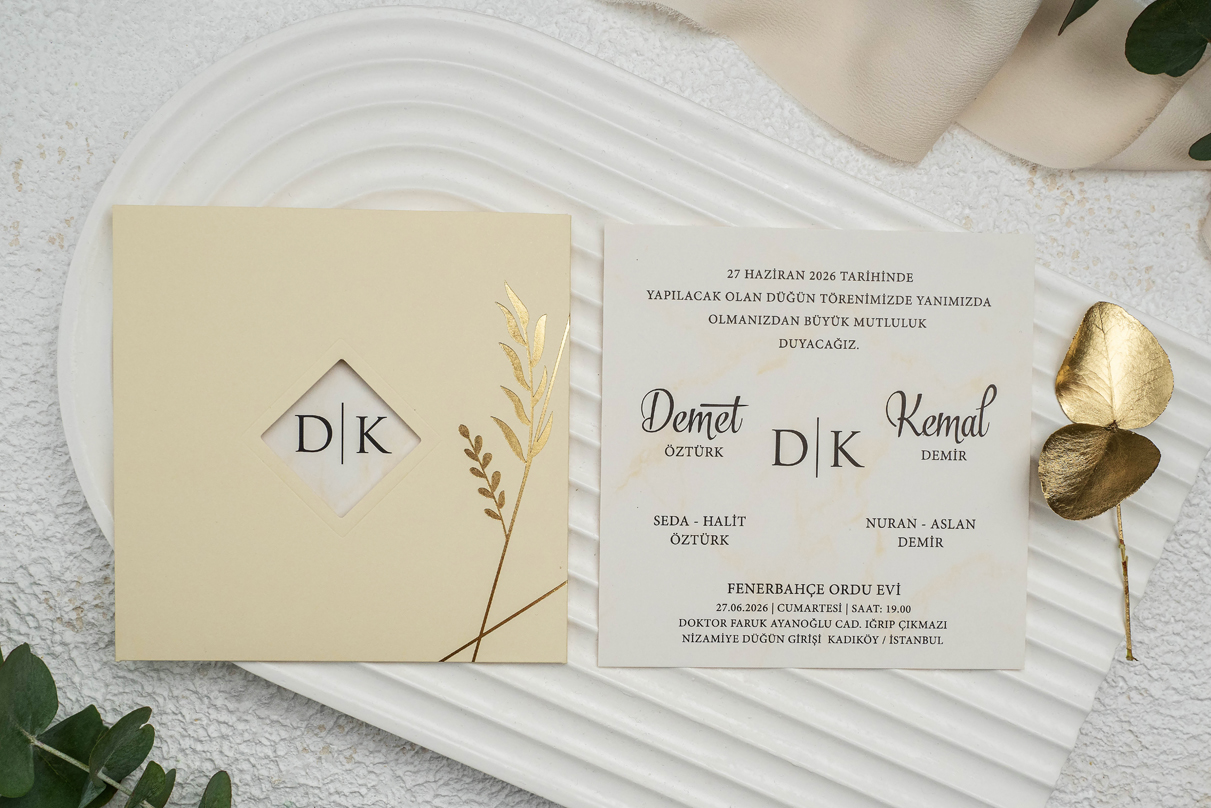 D|K
27 HAZİRAN 2026 TARİHİNDE
YAPILACAK OLAN DÜĞÜN TÖRENİMİZDE YANIMIZDA
OLMANIZDAN BÜYÜK MUTLULUK
DUYACAĞIZ.
Demet
ÖZTÜRK
D|K
Kemal
DEMİR
SEDA - HALİT
ÖZTÜRK
NURAN - ASLAN
DEMİR
FENERBAHÇE ORDU EVİ
27.06.2026 | CUMARTESİ | SAAT: 19.00
DOKTOR FARUK AYANOĞLU CAD. IĞRIP ÇIKMAZI
NİZAMİYE DÜĞÜN GİRİŞİ KADIKÖY / İSTANBUL